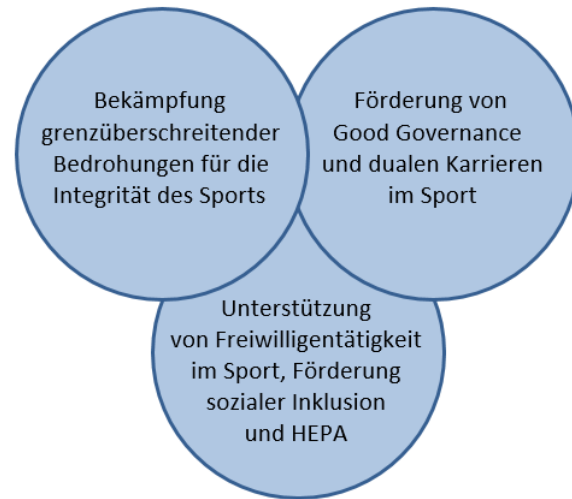 Bekämpfung
grenzüberschreitender
Bedrohungen für die
Integrität des Sports
Förderung von
Good Governance
und dualen Karrieren
im Sport
Unterstützung
von Freiwilligentätigkeit
im Sport, Förderung
sozialer Inklusion
und HEPA